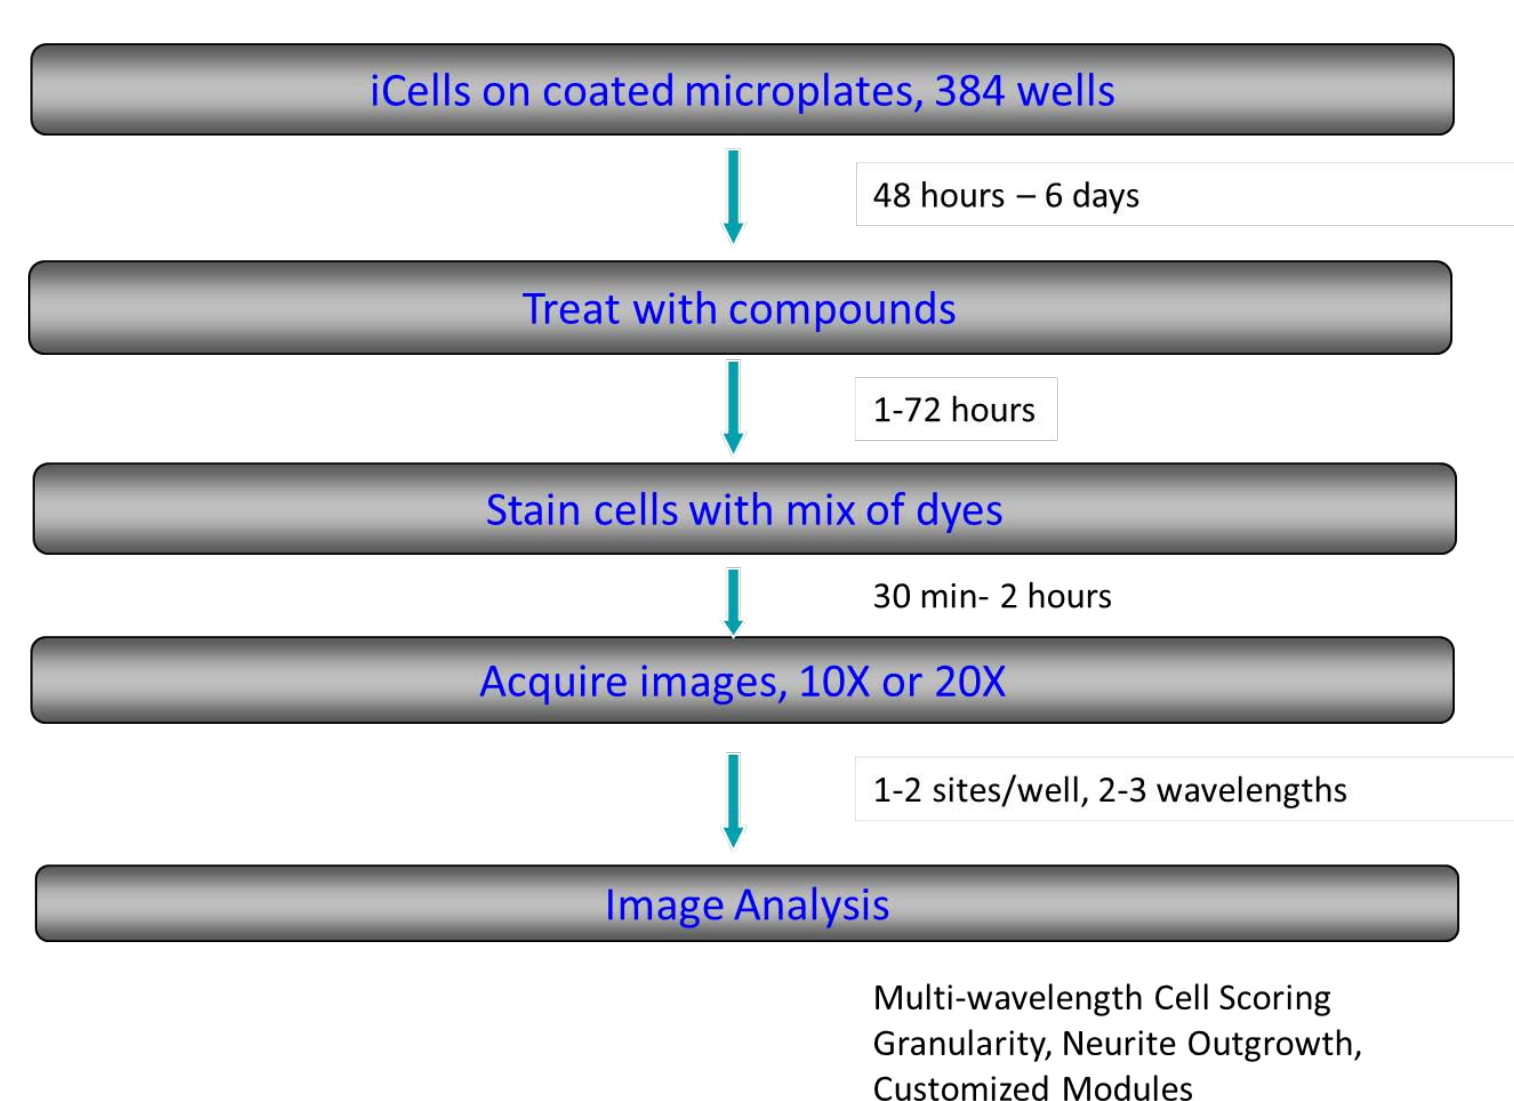 iCells on coated microplates, 384 wells
48 hours – 6 days
Treat with compounds
1-72 hours
Stain cells with mix of dyes
30 min- 2 hours
Acquire images, 10X or 20X
1-2 sites/well, 2-3 wavelengths
Image Analysis
Multi-wavelength Cell Scoring
Granularity, Neurite Outgrowth,
Customized Modules